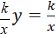 k/x y = k/x